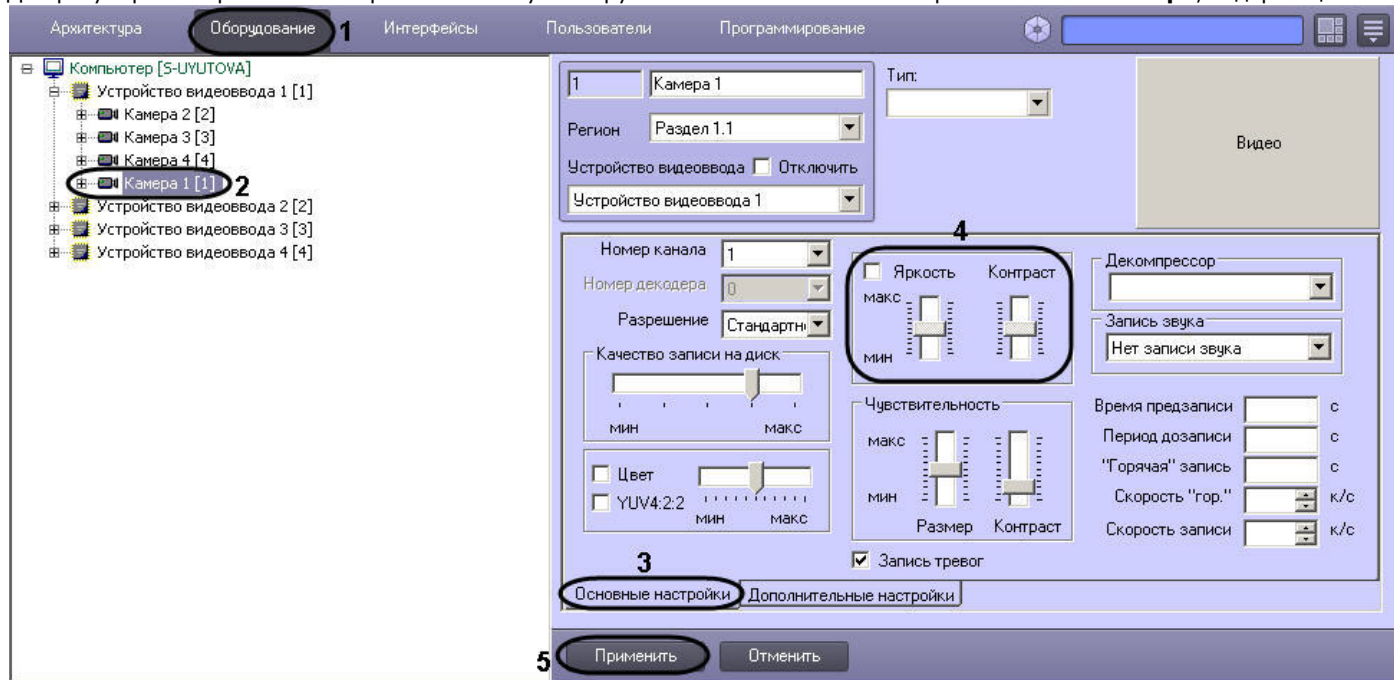 Архитектура Оборудование 1 Интерфейсы Пользователи Программирование
Компьютер [S-UYUTOVA]
Устройство видеоввода 1 [1]
Камера 2 [2]
Камера 3 [3]
Камера 4 [4]
Камера 1 [1] 2
Устройство видеоввода 2 [2]
Устройство видеоввода 3 [3]
Устройство видеоввода 4 [4]
1 Камера 1
Тип:
Регион Раздел 1.1
Устройство видеоввода Отключить
Устройство видеоввода 1
Видео
4
Номер канала 1
Номер декодера 0
Разрешение Стандартн
Качество записи на диск
мин макс
Цвет
YUV4:2:2
мин макс
Яркость Контраст
макс
мин
Чувствительность
макс
мин
Размер Контраст
Запись тревог
Декомпрессор
Запись звука
Нет записи звука
Время предзаписи с
Период дозаписи с
"Горячая" запись с
Скорость "гор." к/с
Скорость записи к/с
3
Основные настройки Дополнительные настройки
5 Применить Отменить